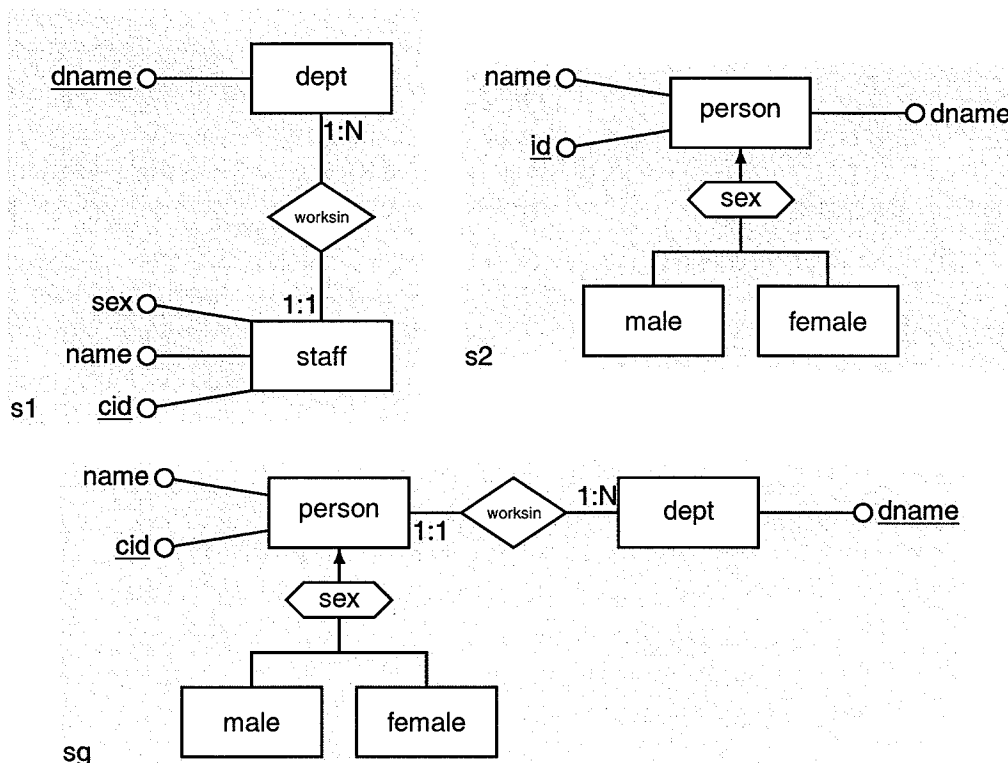 dname
dept
1:N
worksin
1:1
sex
name
staff
cid
s1
name
person
dname
id
sex
male
female
s2
name
person
worksin
1:N
dept
dname
1:1
cid
sex
male
female
sg